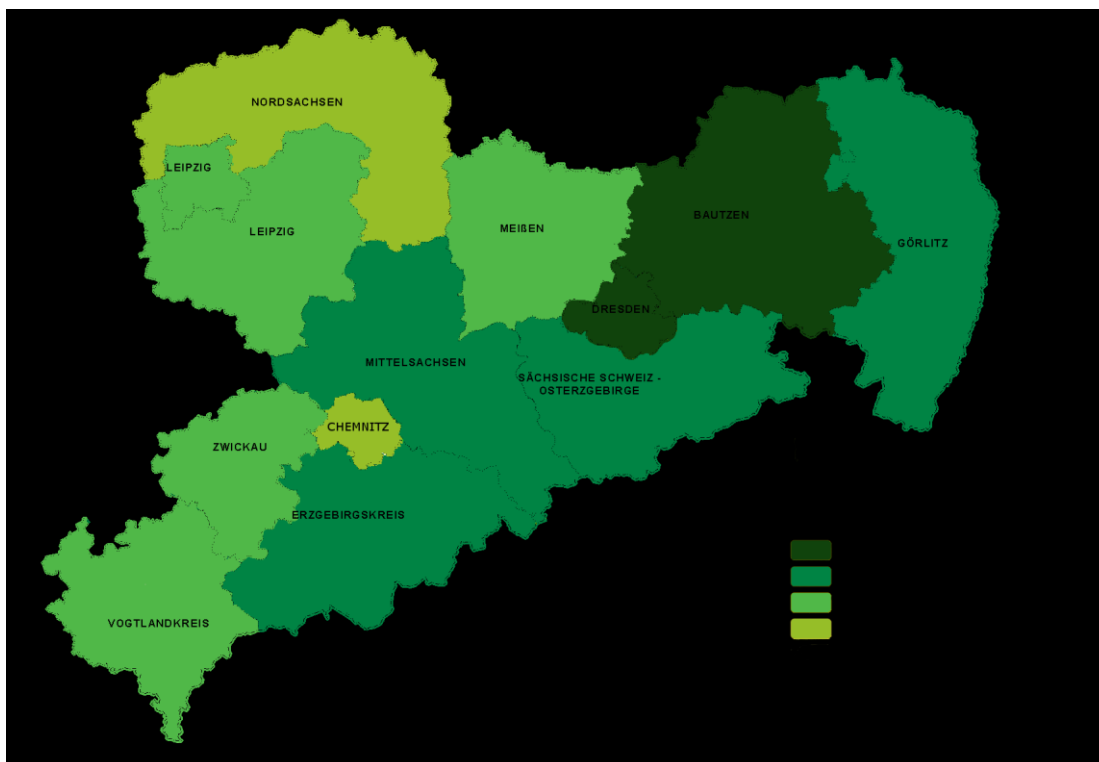 NORDSACHSEN
LEIPZIG
LEIPZIG
MEIßEN
BAUTZEN
GÖRLITZ
DRESDEN
MITTELSACHSEN
SÄCHSISCHE SCHWEIZ -
OSTERZGEBIRGE
CHEMNITZ
ZWICKAU
ERZGEBIRGSKREIS
VOGTLANDKREIS